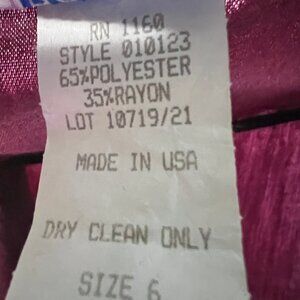 RN 1160
STYLE 010123
65%POLYESTER
35%RAYON
LOT 10719/21
MADE IN USA
DRY CLEAN ONLY
SIZE 6